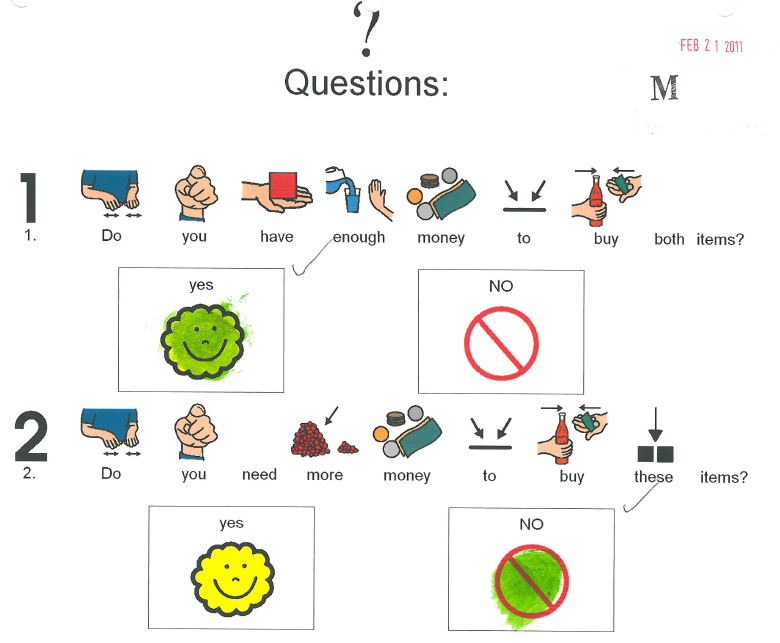 ?
Questions:
FEB 21 2011
M
1
1. Do you have enough money to buy both items?
yes NO
2
2. Do you need more money to buy these items?
yes NO